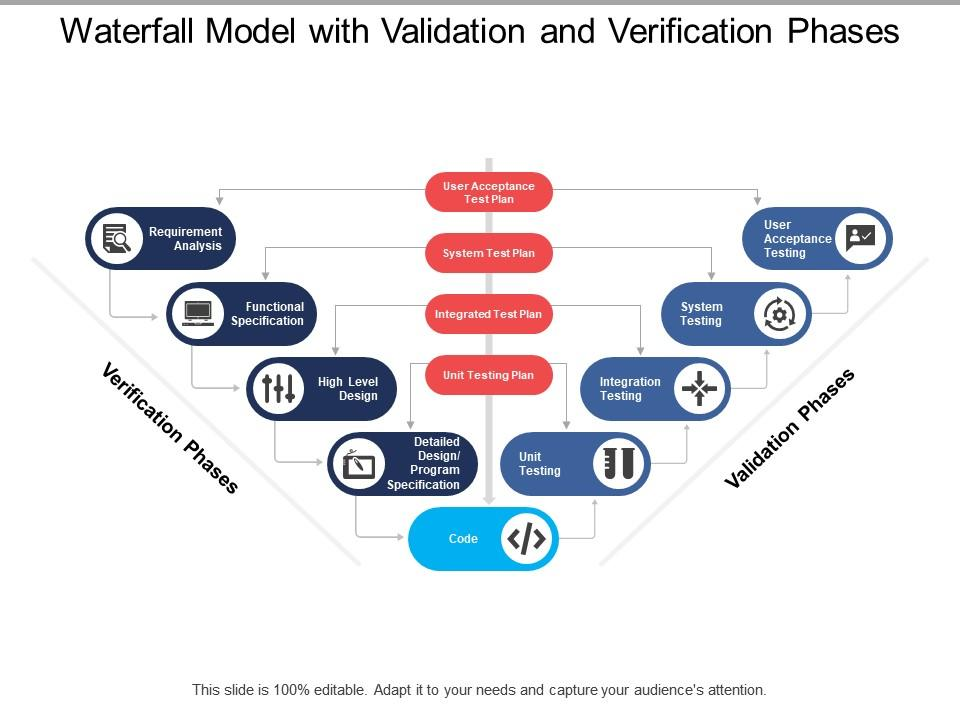 Waterfall Model with Validation and Verification Phases
User Acceptance
Test Plan
Requirement
Analysis
User
Acceptance
Testing
System Test Plan
Functional
Specification
System
Testing
Integrated Test Plan
High Level
Design
Integration
Testing
Unit Testing Plan
Detailed
Design/
Program
Specification
Unit
Testing
Code
Verification Phases
Validation Phases
This slide is 100% editable. Adapt it to your needs and capture your audience's attention.